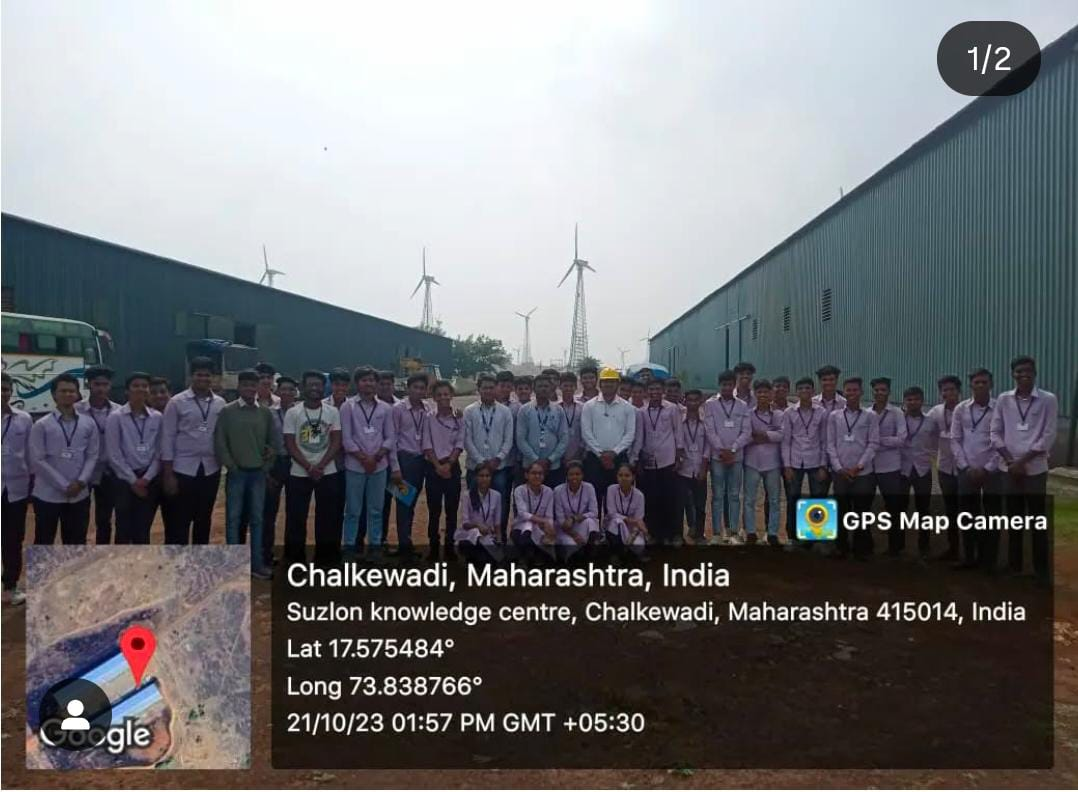 1/2
GPS Map Camera
Chalkewadi, Maharashtra, India
Suzlon knowledge centre, Chalkewadi, Maharashtra 415014, India
Lat 17.575484°
Long 73.838766°
21/10/23 01:57 PM GMT +05:30
Google